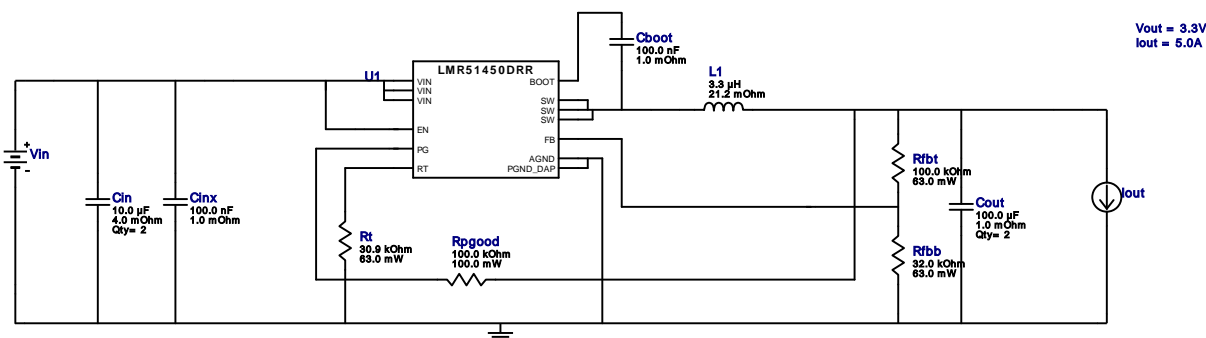 Vout = 3.3V
Iout = 5.0A
Cboot
100.0 nF
1.0 mOhm
U1
LMR51450DRR
VIN
VIN
VIN
EN
PG
RT
BOOT
SW
SW
SW
FB
AGND
PGND_DAP
L1
3.3 µH
21.2 mOhm
+
Vin
-
Cin
10.0 µF
4.0 mOhm
Qty= 2
Cinx
100.0 nF
1.0 mOhm
Rt
30.9 kOhm
63.0 mW
Rpgood
100.0 kOhm
100.0 mW
Rfbt
100.0 kOhm
63.0 mW
Rfbb
32.0 kOhm
63.0 mW
Cout
100.0 µF
1.0 mOhm
Qty= 2
Iout